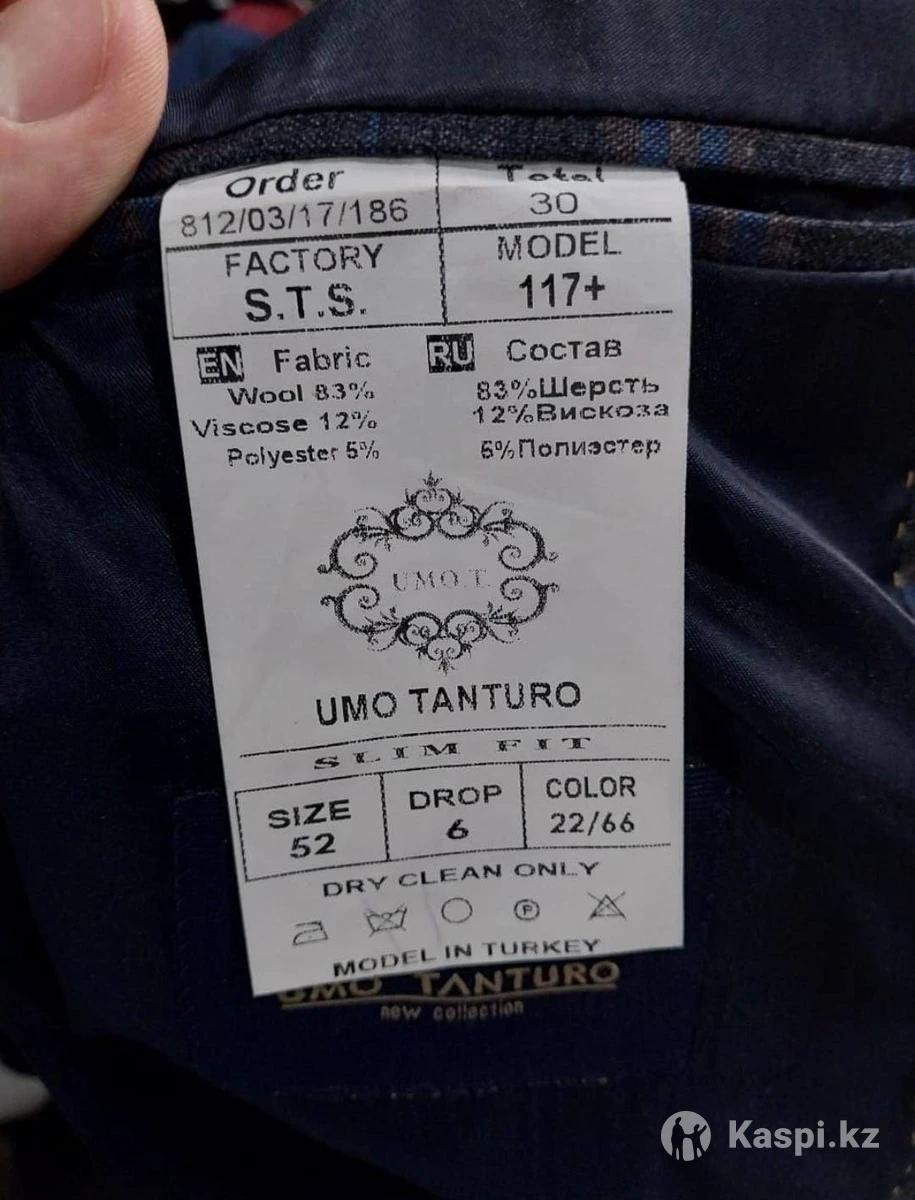 Order
Total
812/03/17/186
30
FACTORY
MODEL
S.T.S.
117+
EN Fabric
RU Состав
Wool 83%
83%Шерсть
Viscose 12%
12%Вискоза
Polyester 5%
5%Полиэстер
UMO.T.
UMO TANTURO
SLIM FIT
SIZE
DROP
COLOR
52
6
22/66
DRY CLEAN ONLY
P
MODEL IN TURKEY
UMO TANTURO
new collection
Kaspi.kz